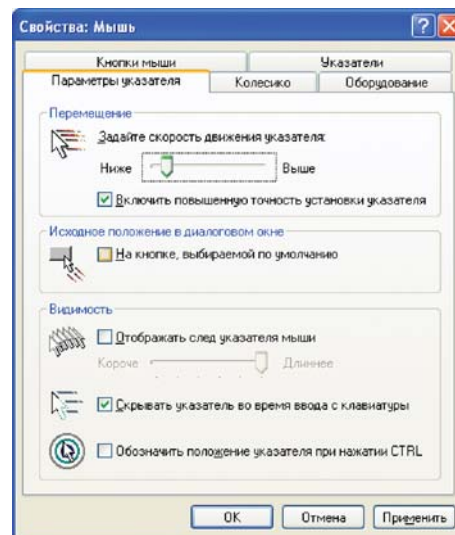 Свойства: Мышь
Кнопки мыши Указатели
Параметры указателя Колесико Оборудование
Перемещение
Задайте скорость движения указателя:
Ниже Выше
Включить повышенную точность установки указателя
Исходное положение в диалоговом окне
На кнопке, выбираемой по умолчанию
Видимость
Отображать след указателя мыши
Короче Длиннее
Скрывать указатель во время ввода с клавиатуры
Обозначить положение указателя при нажатии CTRL
OK Отмена Применить